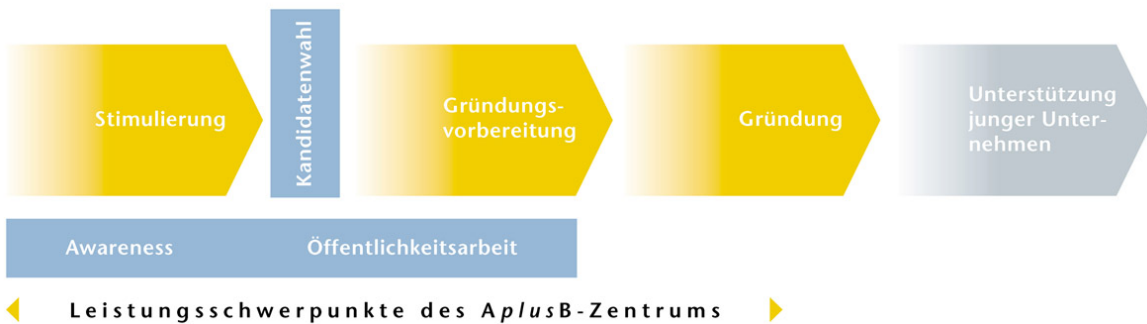 Stimulierung
Kandidatenwahl
Gründungs-
vorbereitung
Gründung
Unterstützung
junger Unter-
nehmen
Awareness Öffentlichkeitsarbeit
Leistungsschwerpunkte des AplusB-Zentrums